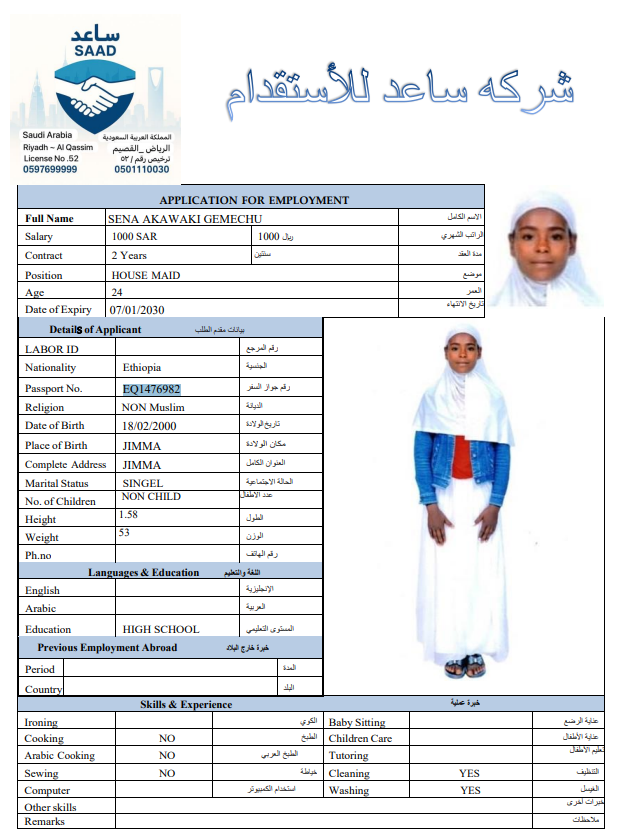 ساعد
SAAD
شركه ساعد للأستقدام
Saudi Arabia
Riyadh – Al Qassim
License No .52
0597699999
المملكة العربية السعودية
الرياض _القصيم
ترخيص رقم / ٥٢
0501110030
APPLICATION FOR EMPLOYMENT
Full Name SENA AKAWAKI GEMECHU الاسم الكامل
Salary 1000 SAR 1000 ريال الراتب الشهري
Contract 2 Years سنتين مدة العقد
Position HOUSE MAID موضع
Age 24 العمر
Date of Expiry 07/01/2030 تاريخ الانتهاء
Details of Applicant بيانات مقدم الطلب
LABOR ID رقم المرجع
Nationality Ethiopia الجنسية
Passport No. EQ1476982 رقم جواز السفر
Religion NON Muslim الديانة
Date of Birth 18/02/2000 تاريخ الولادة
Place of Birth JIMMA مكان الولادة
Complete Address JIMMA العنوان الكامل
Marital Status SINGEL الحالة الاجتماعية
No. of Children NON CHILD عدد الاطفال
Height 1.58 الطول
Weight 53 الوزن
Ph.no رقم الهاتف
Languages & Education اللغة والتعليم
English الإنجليزية
Arabic العربية
Education HIGH SCHOOL المستوى التعليمي
Previous Employment Abroad خبرة خارج البلاد
Period المدة
Country البلد
Skills & Experience خبرة عملية
Ironing الكوي Baby Sitting عناية الرضع
Cooking NO الطبخ Children Care عناية الأطفال
Arabic Cooking NO الطبخ العربي Tutoring تعليم الأطفال
Sewing NO خياطة Cleaning YES التنظيف
Computer استخدام الكمبيوتر Washing YES الغيسل
Other skills خبرات اخرى
Remarks ملاحظات